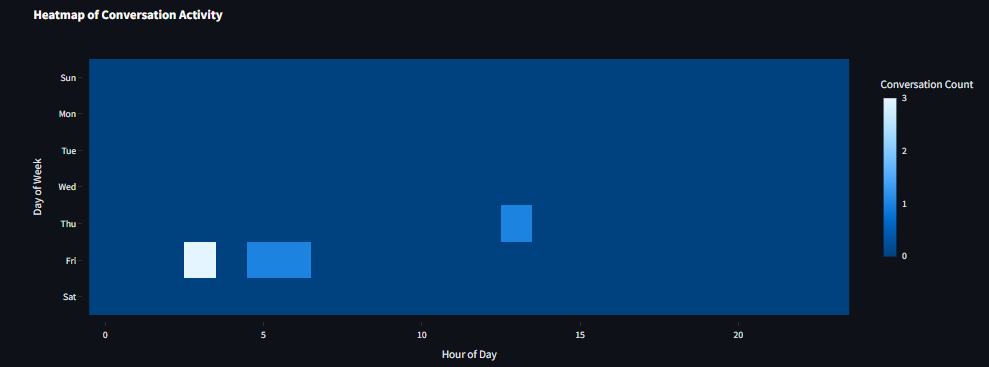 Heatmap of Conversation Activity
Conversation Count
3
2
1
0
Day of Week
Sun
Mon
Tue
Wed
Thu
Fri
Sat
0 5 10 15 20
Hour of Day